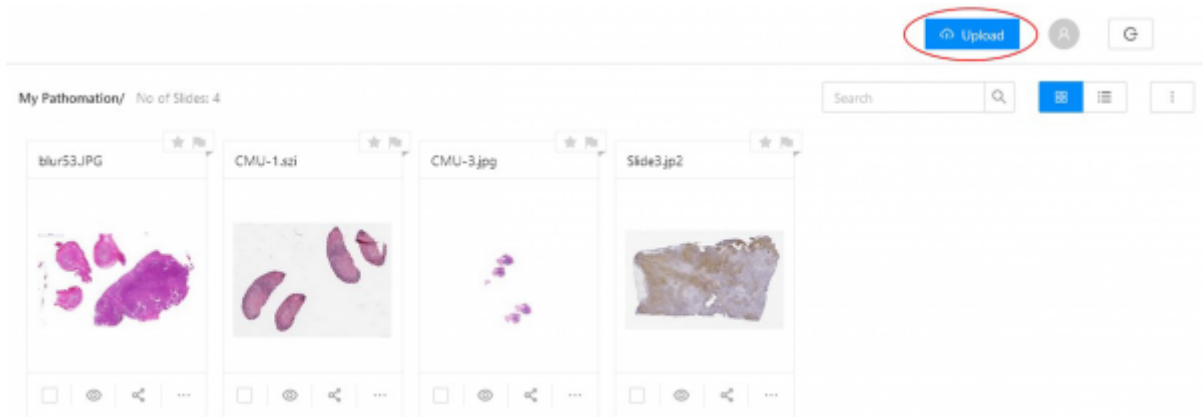 Upload
My Pathomation/ No of Slides: 4
Search
blur53.JPG
CMU-1.szi
CMU-3.jpg
Slide3.jp2